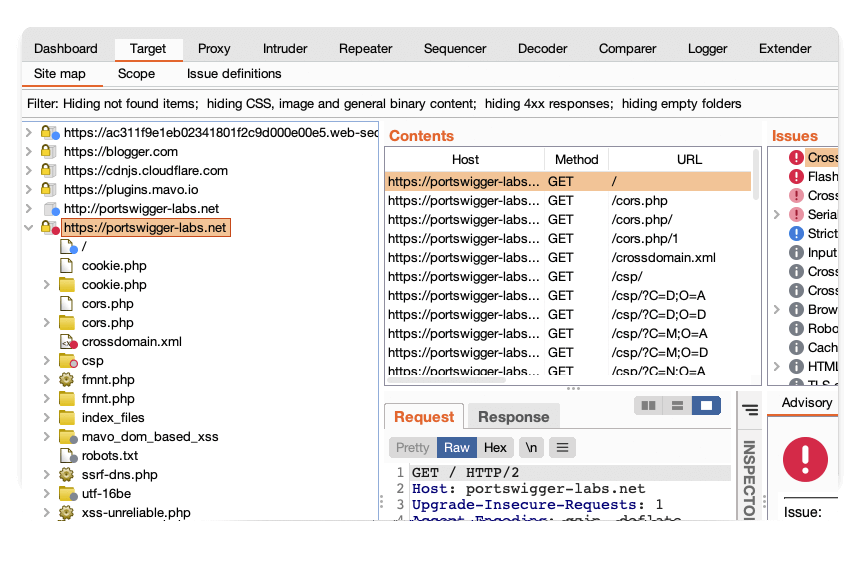 Dashboard Target Proxy Intruder Repeater Sequencer Decoder Comparer Logger Extender
Site map Scope Issue definitions
Filter: Hiding not found items; hiding CSS, image and general binary content; hiding 4xx responses; hiding empty folders
https://ac311f9e1eb02341801f2c9d000e00e5.web-sec
https://blogger.com
https://cdnjs.cloudflare.com
https://plugins.mavo.io
http://portswigger-labs.net
https://portswigger-labs.net
/
cookie.php
cookie.php
cors.php
cors.php
crossdomain.xml
csp
fmnt.php
fmnt.php
index_files
mavo_dom_based_xss
robots.txt
ssrf-dns.php
utf-16be
xss-unreliable.php
Contents
Host Method URL
https://portswigger-labs... GET /
https://portswigger-labs... GET /cors.php
https://portswigger-labs... GET /cors.php/
https://portswigger-labs... GET /cors.php/1
https://portswigger-labs... GET /crossdomain.xml
https://portswigger-labs... GET /csp/
https://portswigger-labs... GET /csp/?C=D;O=A
https://portswigger-labs... GET /csp/?C=D;O=D
https://portswigger-labs... GET /csp/?C=M;O=A
https://portswigger-labs... GET /csp/?C=M;O=D
https://portswigger-labs... GET /csp/?C=N;O=A
Request Response
Pretty Raw Hex \n
1 GET / HTTP/2
2 Host: portswigger-labs.net
3 Upgrade-Insecure-Requests: 1
4 Accept-Encoding: gzip, deflate
INSPECTO
Issues
Cross
Flash
Cross
Serial
Strict
Input
Cross
Cross
Brow
Robo
Cach
HTML
TLS
Advisory
Issue: